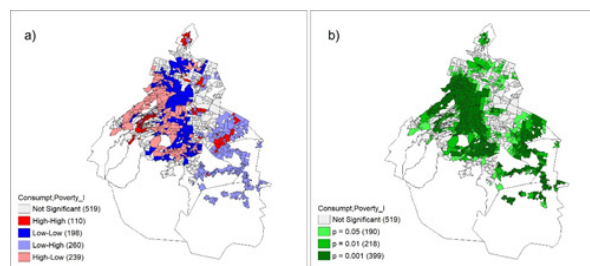 a)
Consumpt,Poverty_I
Not Significant (519)
High-High (110)
Low-Low (198)
Low-High (260)
High-Low (239)
b)
Consumpt,Poverty_I
Not Significant (519)
p = 0.05 (190)
p = 0.01 (218)
p = 0.001 (399)